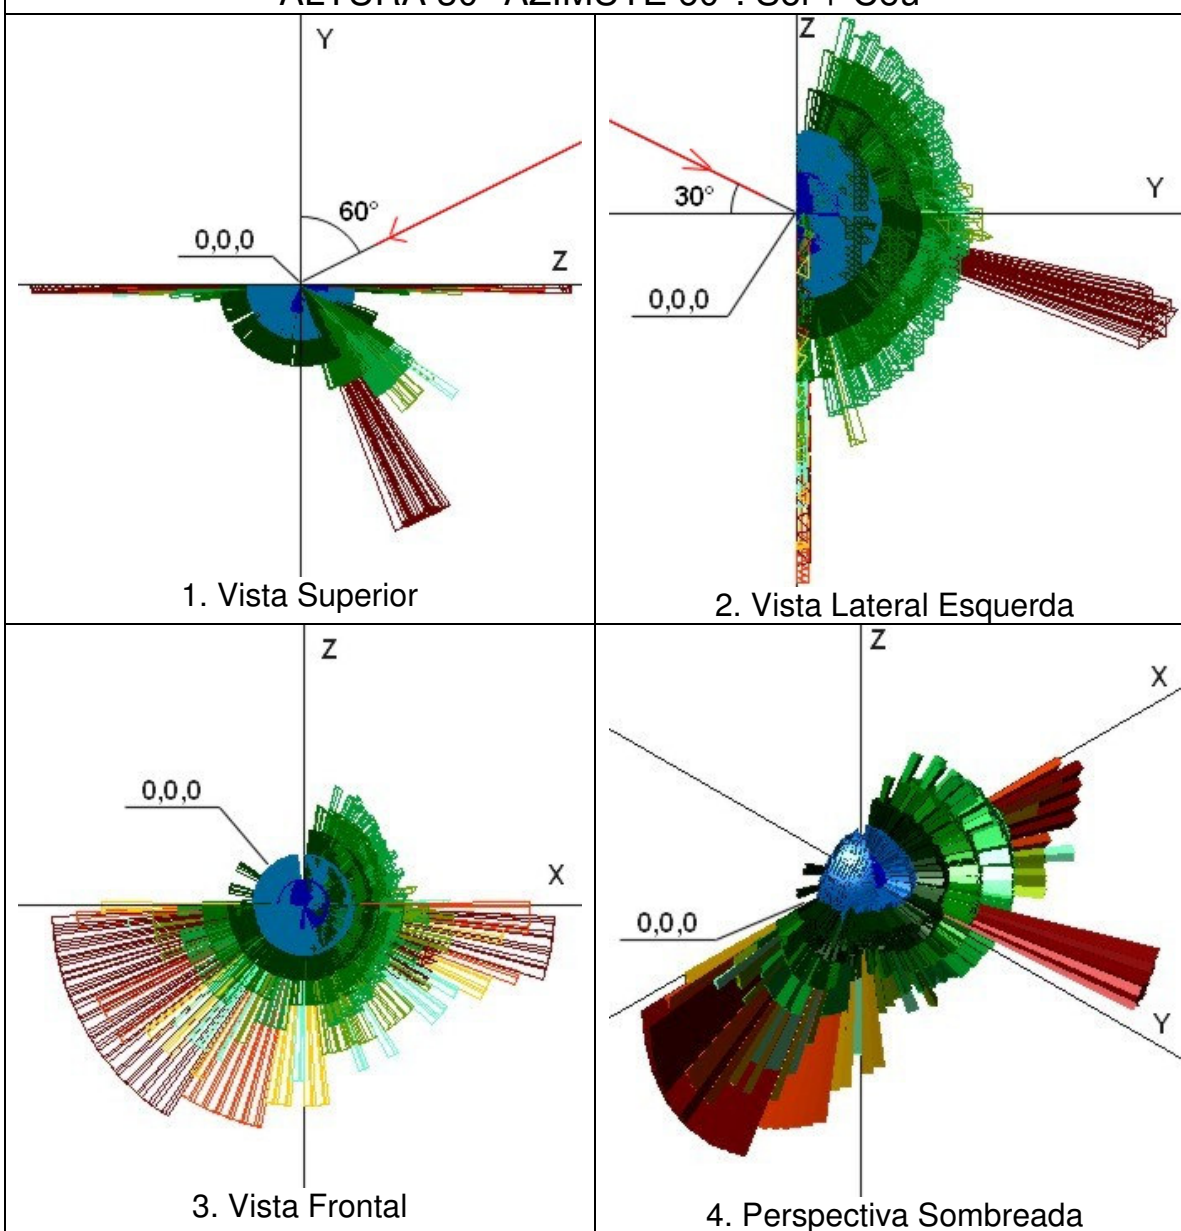 Y
60°
0,0,0
Z
1. Vista Superior
Z
30°
Y
0,0,0
2. Vista Lateral Esquerda
Z
0,0,0
X
3. Vista Frontal
Z
X
0,0,0
Y
4. Perspectiva Sombreada